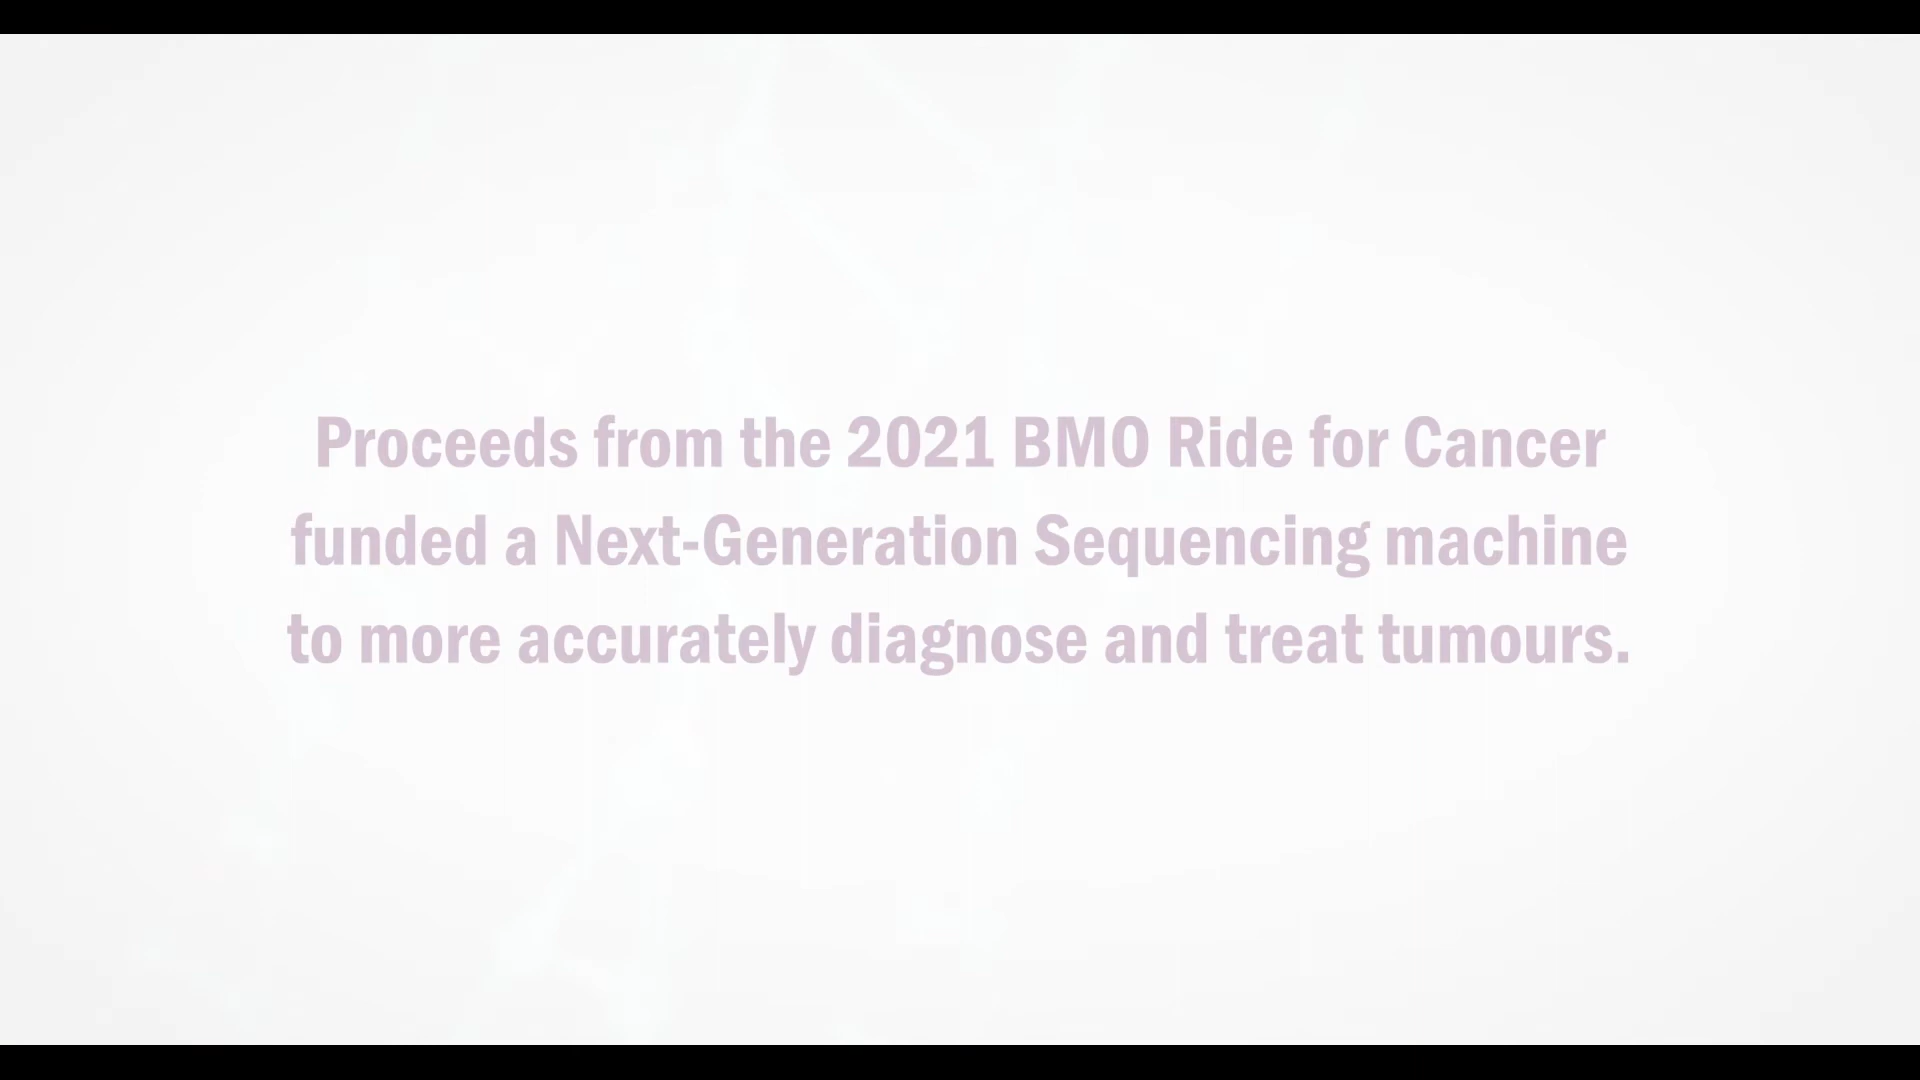 Proceeds from the 2021 BMO Ride for Cancer
funded a Next-Generation Sequencing machine
to more accurately diagnose and treat tumours.